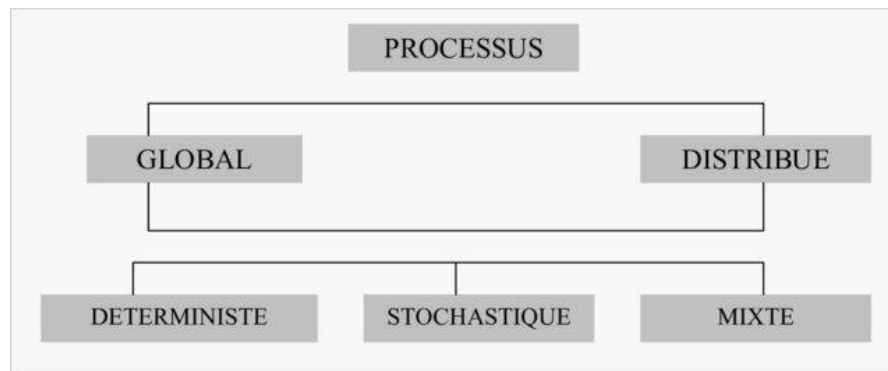 PROCESSUS
GLOBAL
DISTRIBUE
DETERMINISTE
STOCHASTIQUE
MIXTE